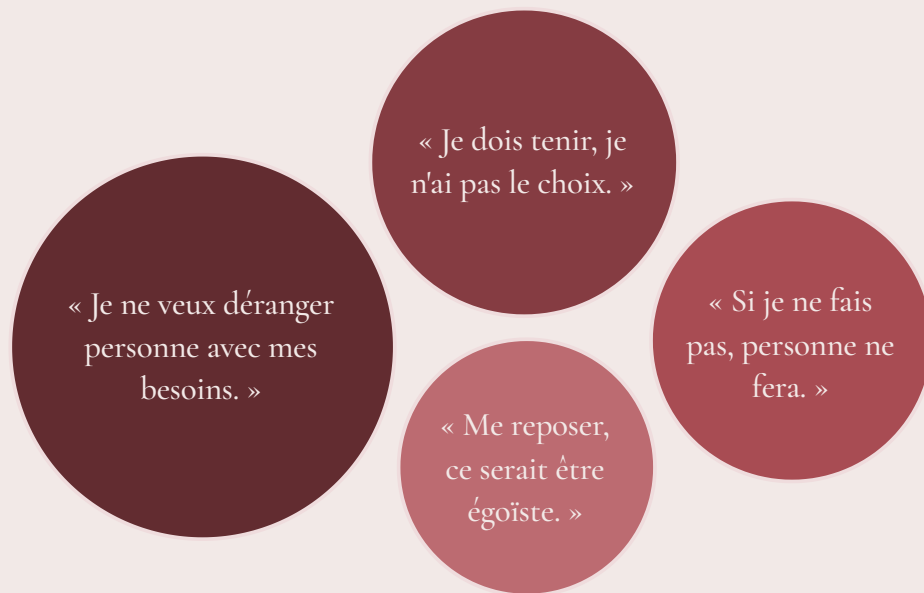 « Je ne veux déranger
personne avec mes
besoins. »
« Je dois tenir, je
n'ai pas le choix. »
« Me reposer,
ce serait être
égoïste. »
« Si je ne fais
pas, personne ne
fera. »